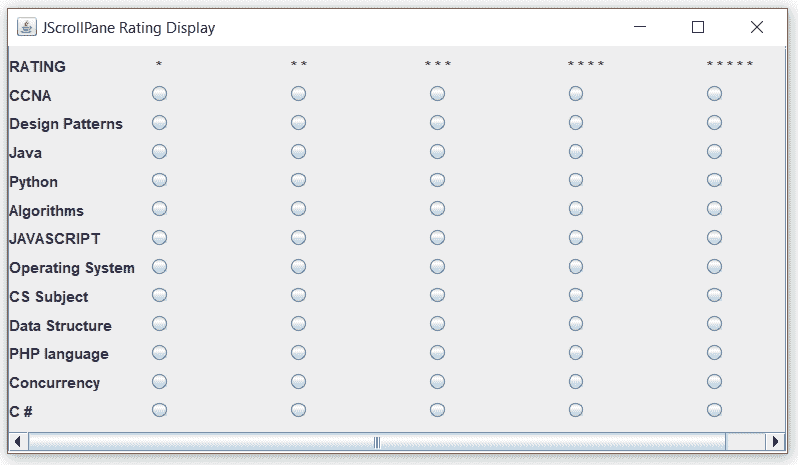 JScrollPane Rating Display
RATING * ** *** **** *****
CCNA
Design Patterns
Java
Python
Algorithms
JAVASCRIPT
Operating System
CS Subject
Data Structure
PHP language
Concurrency
C #